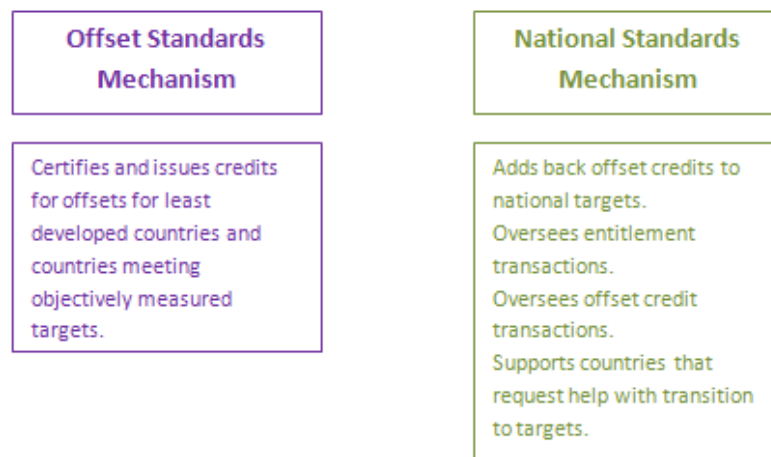 Offset Standards
Mechanism
Certifies and issues credits
for offsets for least
developed countries and
countries meeting
objectively measured
targets.
National Standards
Mechanism
Adds back offset credits to
national targets.
Oversees entitlement
transactions.
Oversees offset credit
transactions.
Supports countries that
request help with transition
to targets.